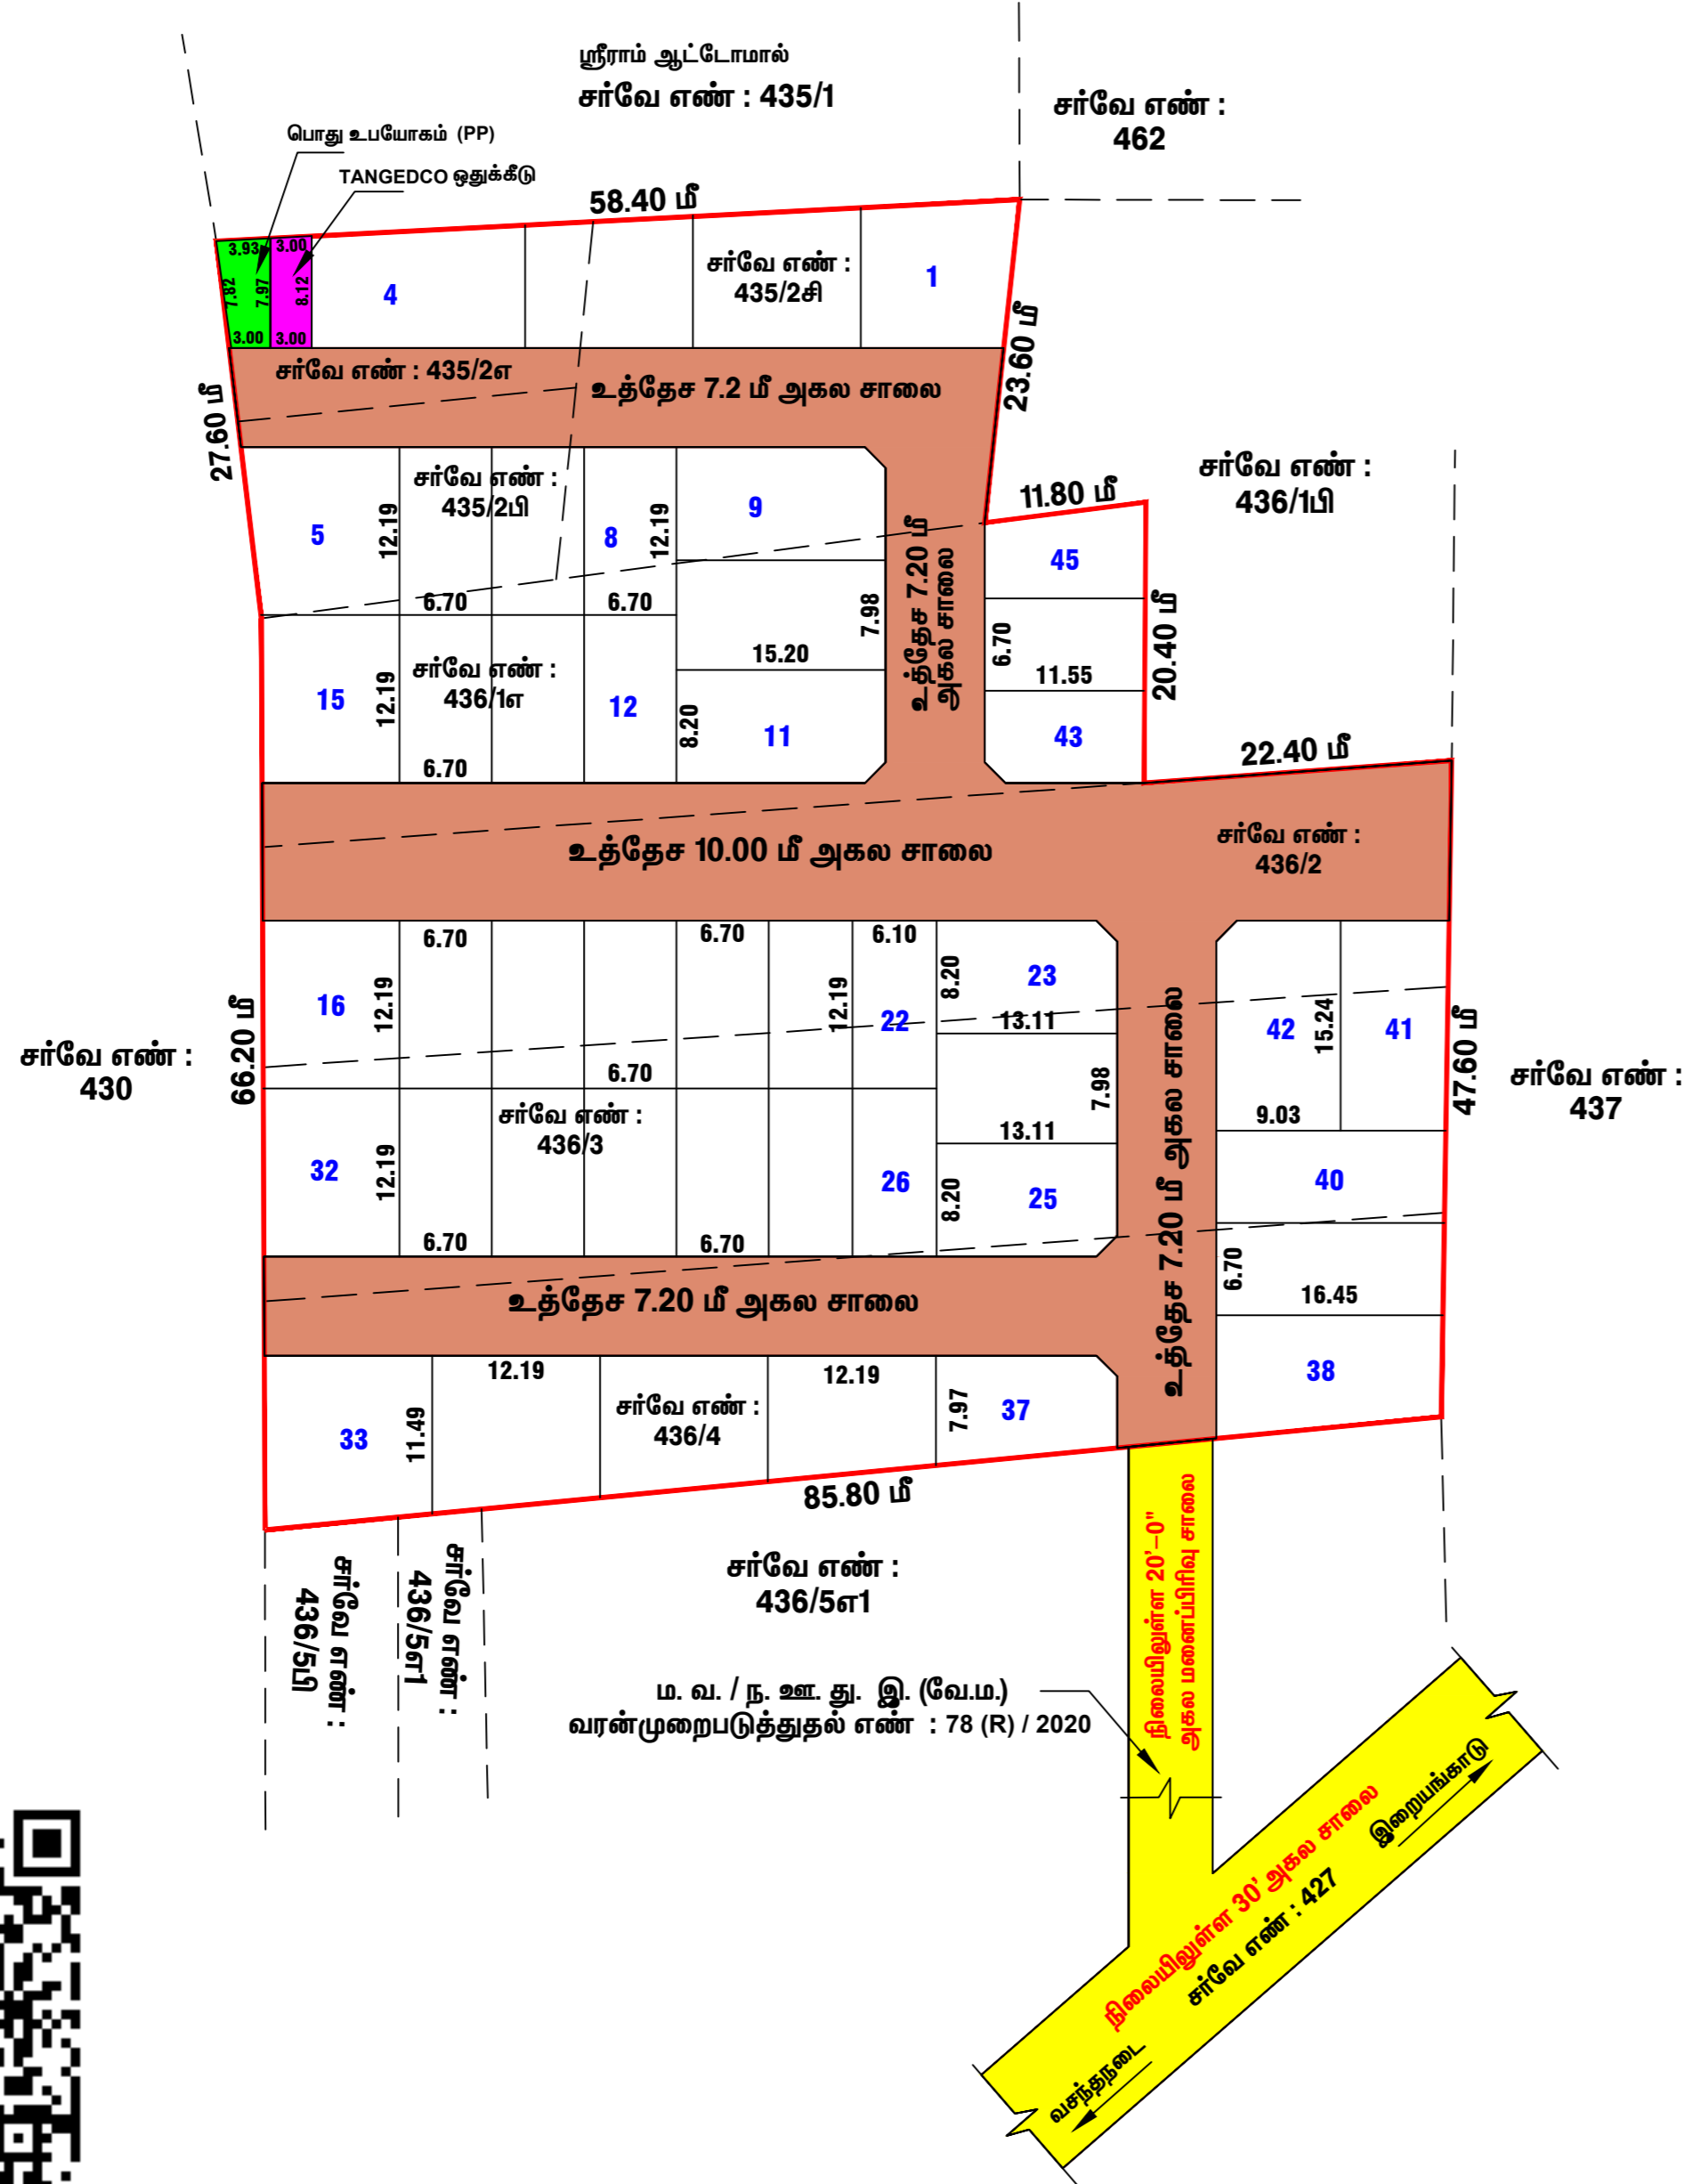 ஸ்ரீராம் ஆட்டோமால்
சர்வே எண் : 435/1
சர்வே எண் :
462
பொது உபயோகம் (PP)
TANGEDCO ஒதுக்கீடு
58.40 மீ
3.93
3.00
7.82
7.97
8.12
3.00
3.00
4
சர்வே எண் :
435/2சி
1
23.60 மீ
சர்வே எண் : 435/2எ
உத்தேச 7.2 மீ அகல சாலை
27.60 மீ
5
12.19
சர்வே எண் :
435/2பி
8
12.19
9
6.70
6.70
உத்தேச 7.20 மீ
அகல சாலை
11.80 மீ
சர்வே எண் :
436/1பி
45
7.98
15.20
6.70
11.55
20.40 மீ
15
12.19
சர்வே எண் :
436/1எ
12
8.20
11
43
6.70
22.40 மீ
உத்தேச 10.00 மீ அகல சாலை
சர்வே எண் :
436/2
6.70
6.70
6.10
16
12.19
12.19
22
8.20
23
13.11
42
15.24
41
66.20 மீ
சர்வே எண் :
430
6.70
7.98
உத்தேச 7.20 மீ அகல சாலை
47.60 மீ
சர்வே எண் :
437
சர்வே எண் :
436/3
13.11
9.03
32
12.19
26
8.20
25
40
6.70
6.70
6.70
16.45
உத்தேச 7.20 மீ அகல சாலை
12.19
12.19
33
11.49
சர்வே எண் :
436/4
7.97
37
38
85.80 மீ
சர்வே எண் :
436/5பி
சர்வே எண் :
436/5எ1
சர்வே எண் :
436/5எ1
நிலையிலுள்ள 20'-0"
அகல மனைப்பிரிவு சாலை
ம. வ. / ந. ஊ. து. இ. (வே.ம.)
வரன்முறைபடுத்துதல் எண் : 78 (R) / 2020
இறையங்காடு
நிலையிலுள்ள 30' அகல சாலை
சர்வே எண் : 427
வசந்தநடை